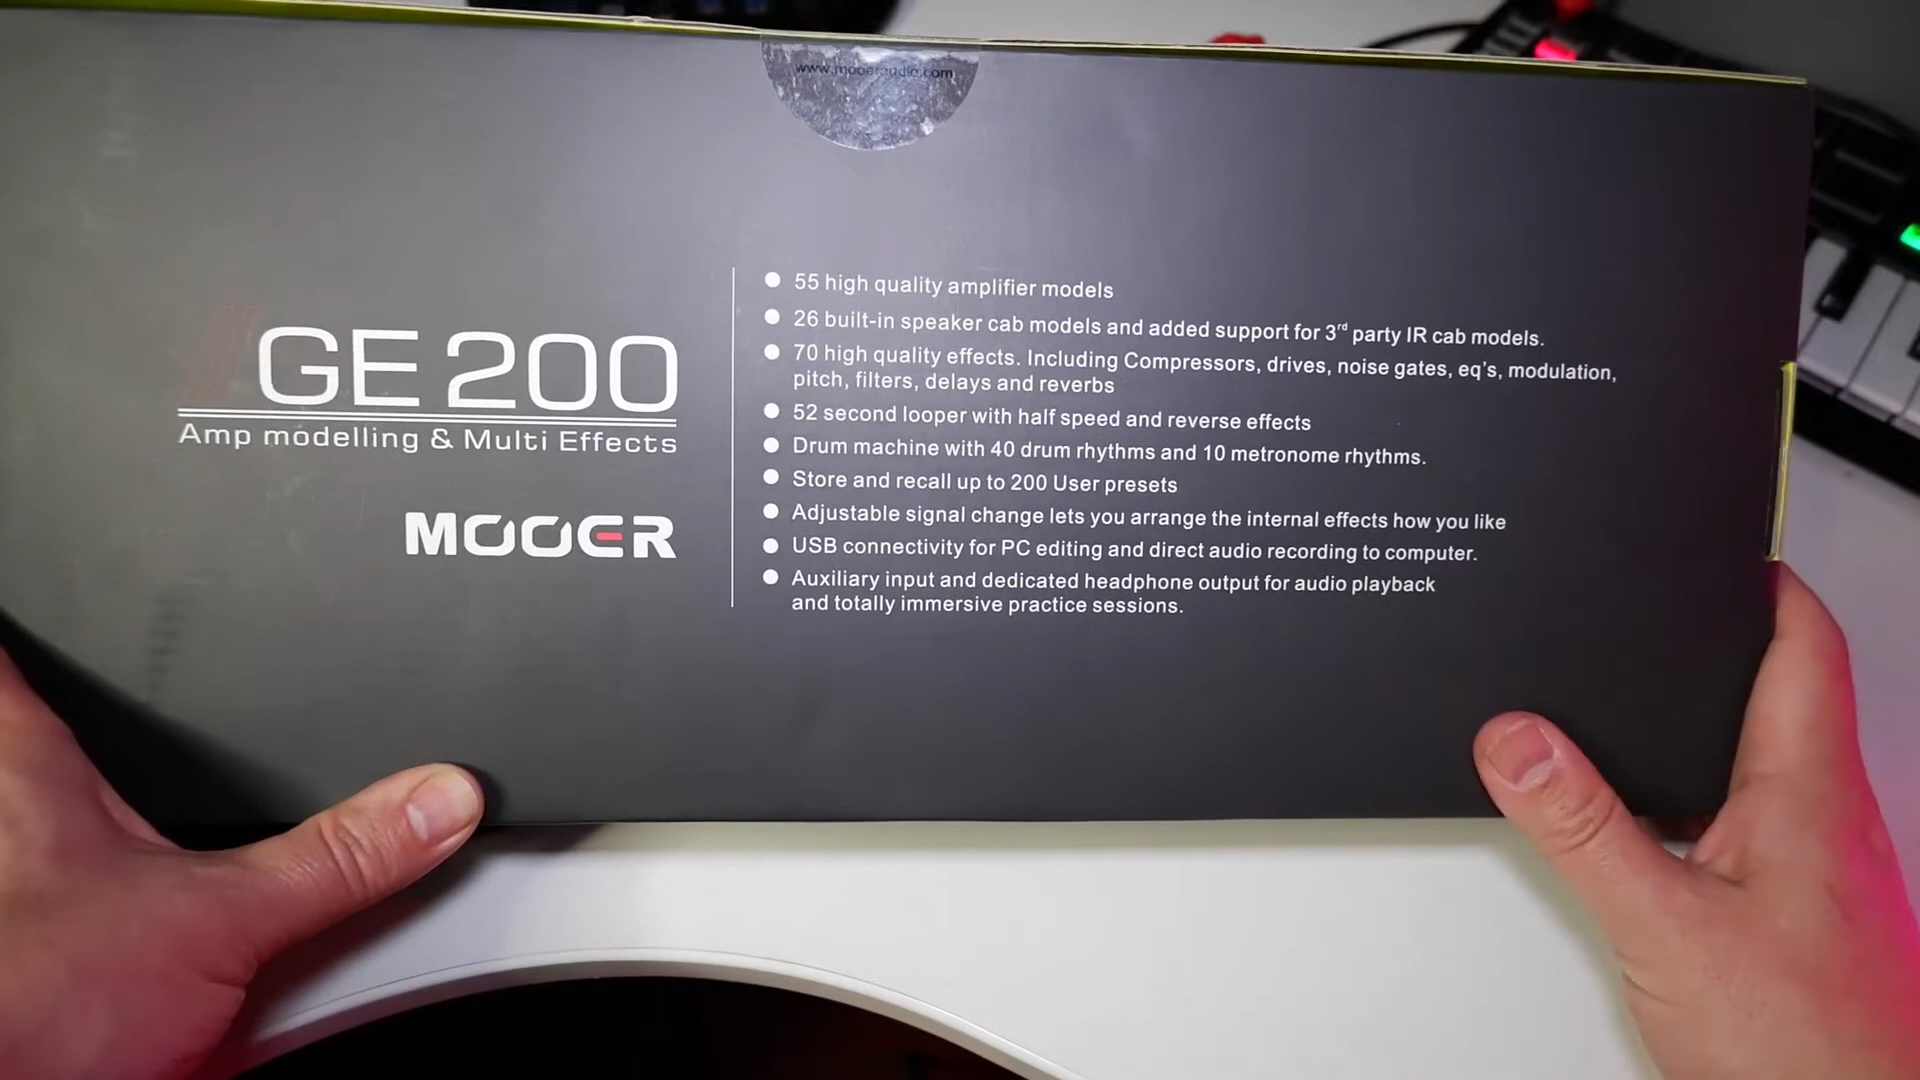 www.mooeraudio.com
GE 200
Amp modelling & Multi Effects
MOOER
● 55 high quality amplifier models
● 26 built-in speaker cab models and added support for 3rd party IR cab models.
● 70 high quality effects. Including Compressors, drives, noise gates, eq's, modulation,
pitch, filters, delays and reverbs
● 52 second looper with half speed and reverse effects
● Drum machine with 40 drum rhythms and 10 metronome rhythms.
● Store and recall up to 200 User presets
● Adjustable signal change lets you arrange the internal effects how you like
● USB connectivity for PC editing and direct audio recording to computer.
● Auxiliary input and dedicated headphone output for audio playback
and totally immersive practice sessions.